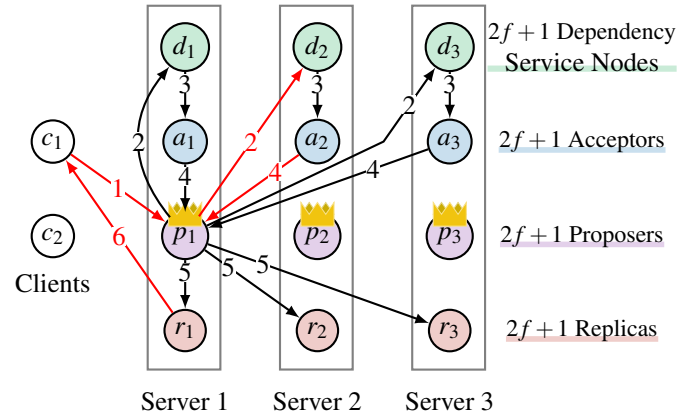 d1 d2 d3 2f + 1 Dependency
Service Nodes
3 3 3
2 2 2
c1 a1 a2 a3 2f + 1 Acceptors
1 4 4 4
c2 p1 p2 p3 2f + 1 Proposers
6 5 5 5
Clients
r1 r2 r3 2f + 1 Replicas
Server 1 Server 2 Server 3